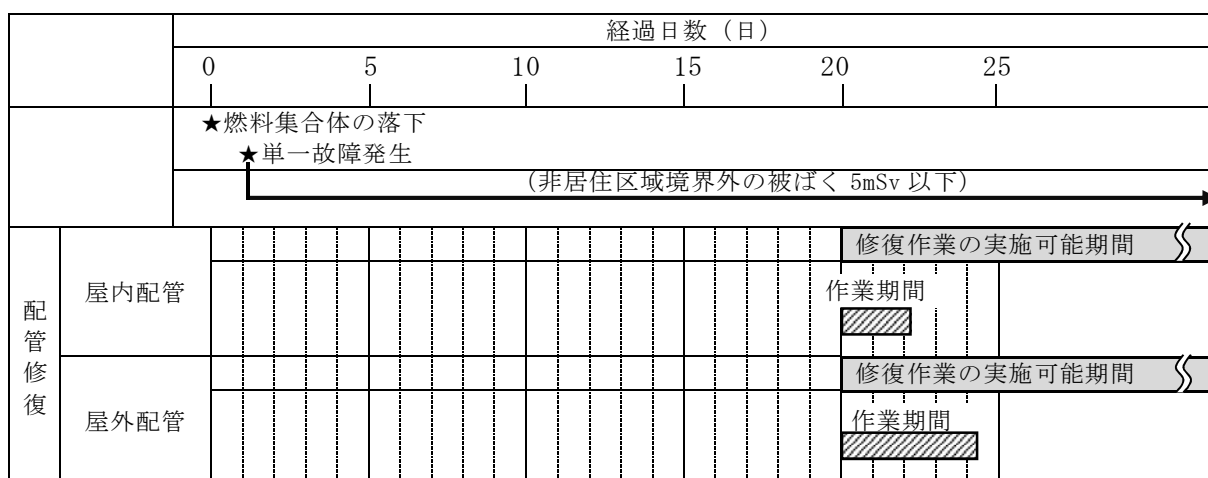 経過日数（日）
0 5 10 15 20 25
★燃料集合体の落下
★単一故障発生
（非居住区域境界外の被ばく 5mSv 以下）
配管修復
屋内配管
修復作業の実施可能期間
作業期間
屋外配管
修復作業の実施可能期間
作業期間